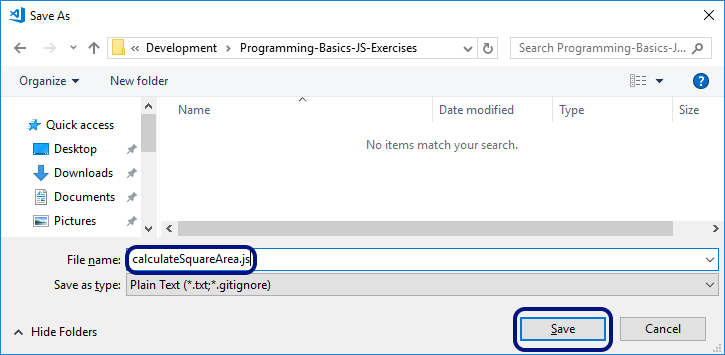 Save As
« Development › Programming-Basics-JS-Exercises
Search Programming-Basics-J...
Organize New folder
Name Date modified Type Size
Quick access
No items match your search.
Desktop
Downloads
Documents
Pictures
File name: calculateSquareArea.js
Save as type: Plain Text (*.txt;*.gitignore)
Hide Folders Save Cancel